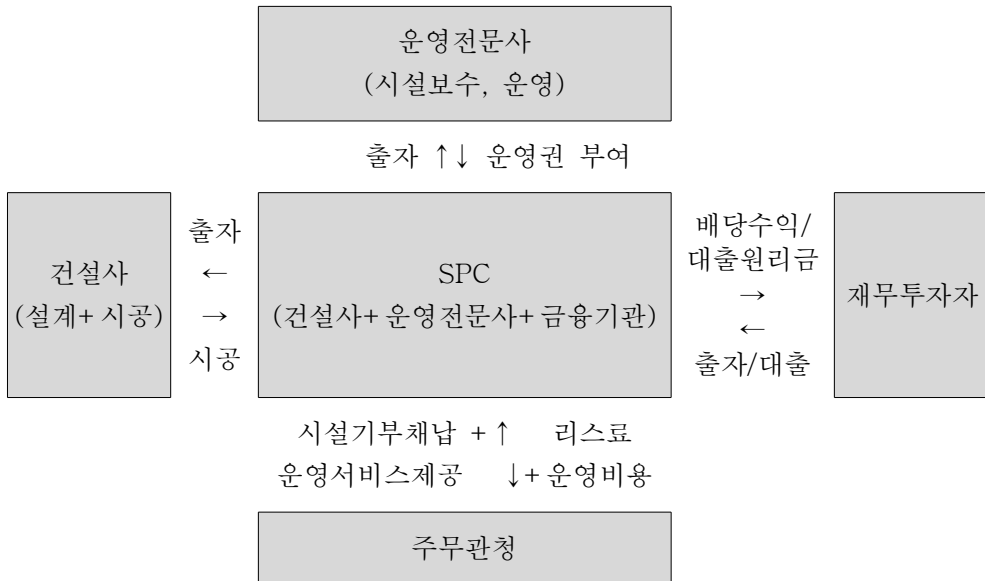 운영전문사
(시설보수, 운영)
출자 ↑↓ 운영권 부여
건설사
(설계+시공)
출자
←
→
시공
SPC
(건설사+운영전문사+금융기관)
배당수익/
대출원리금
→
←
출자/대출
재무투자자
시설기부채납 + ↑ 리스료
운영서비스제공 ↓+운영비용
주무관청